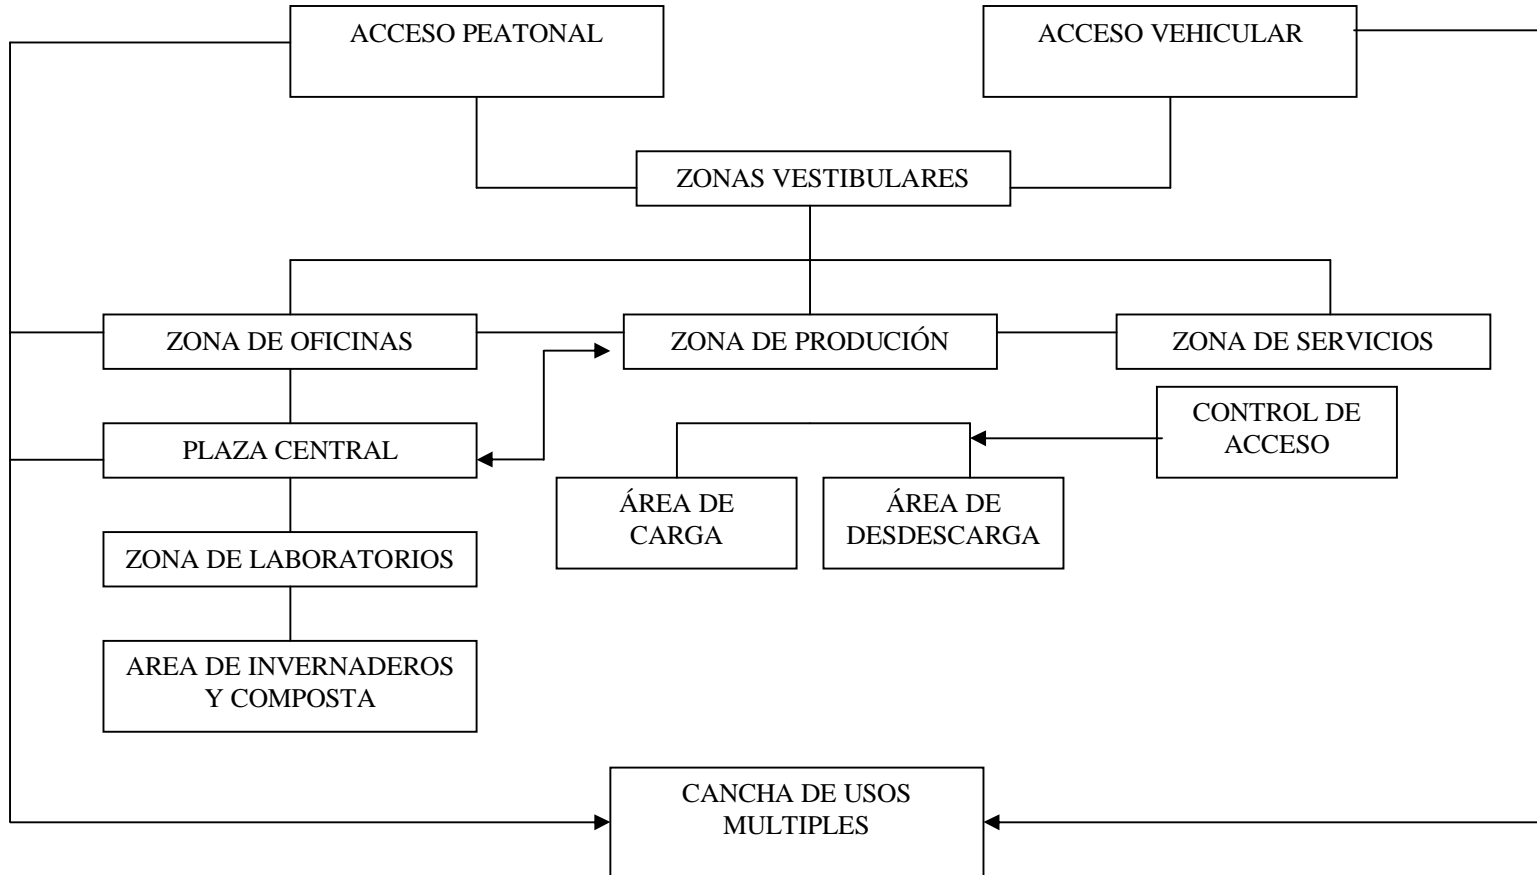 ACCESO PEATONAL
ACCESO VEHICULAR
ZONAS VESTIBULARES
ZONA DE OFICINAS
ZONA DE PRODUCIÓN
ZONA DE SERVICIOS
CONTROL DE
ACCESO
PLAZA CENTRAL
ÁREA DE
CARGA
ÁREA DE
DESDESCARGA
ZONA DE LABORATORIOS
AREA DE INVERNADEROS
Y COMPOSTA
CANCHA DE USOS
MULTIPLES